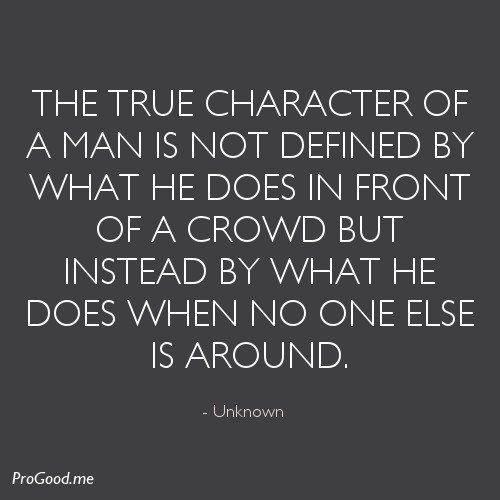 THE TRUE CHARACTER OF
A MAN IS NOT DEFINED BY
WHAT HE DOES IN FRONT
OF A CROWD BUT
INSTEAD BY WHAT HE
DOES WHEN NO ONE ELSE
IS AROUND.
- Unknown
ProGood.me